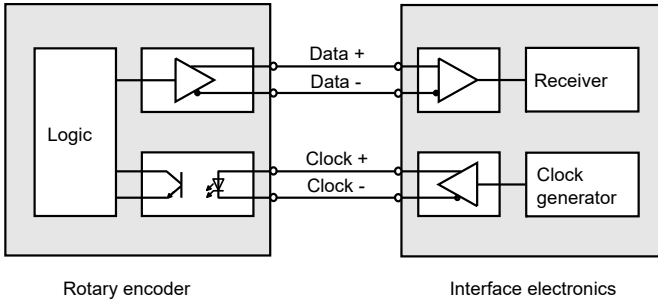 Data +
Data -
Logic
Receiver
Clock +
Clock -
Clock
generator
Rotary encoder
Interface electronics